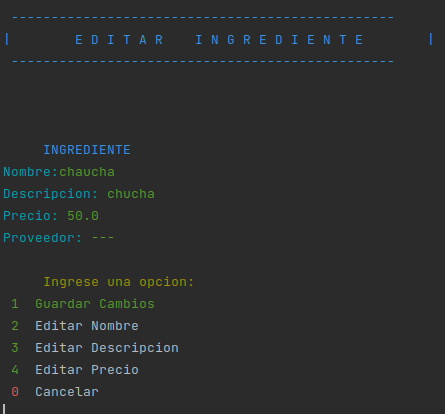 ------------------------------------------------
|        E D I T A R    I N G R E D I E N T E        |
------------------------------------------------
INGREDIENTE
Nombre:chaucha
Descripcion: chucha
Precio: 50.0
Proveedor: ---
Ingrese una opcion:
1  Guardar Cambios
2  Editar Nombre
3  Editar Descripcion
4  Editar Precio
0  Cancelar